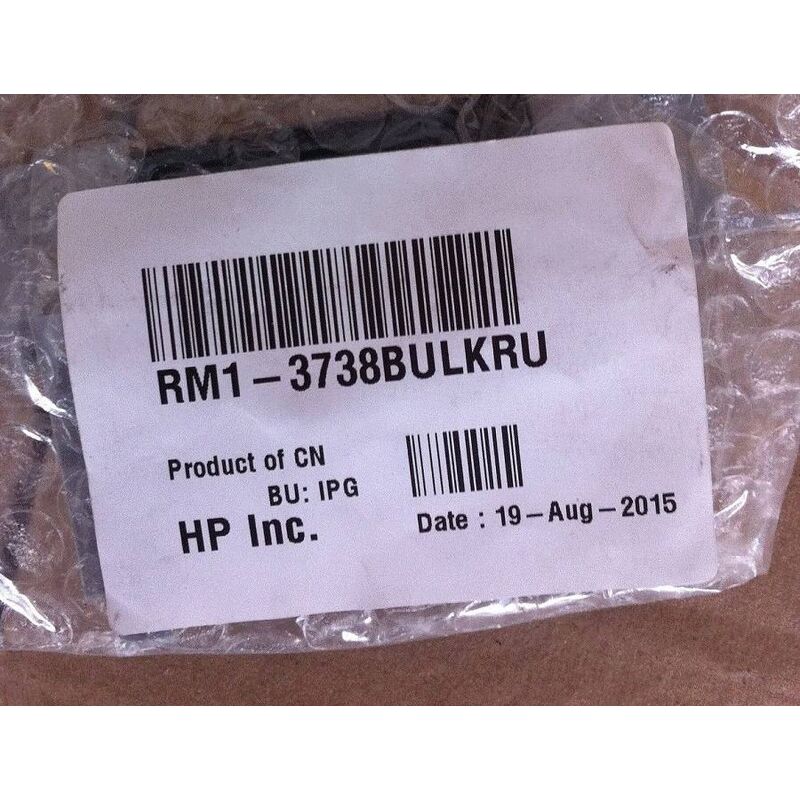 RM1-3738BULKRU
Product of CN
BU: IPG
HP Inc.
Date : 19-Aug-2015